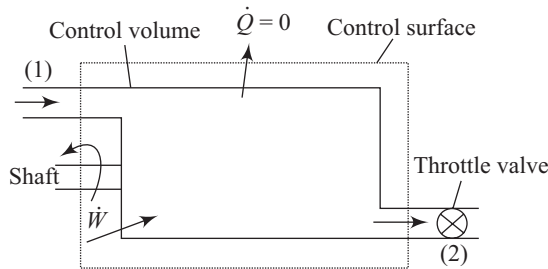 Q̇ = 0
Control volume
Control surface
(1)
Shaft
Ẇ
Throttle valve
(2)